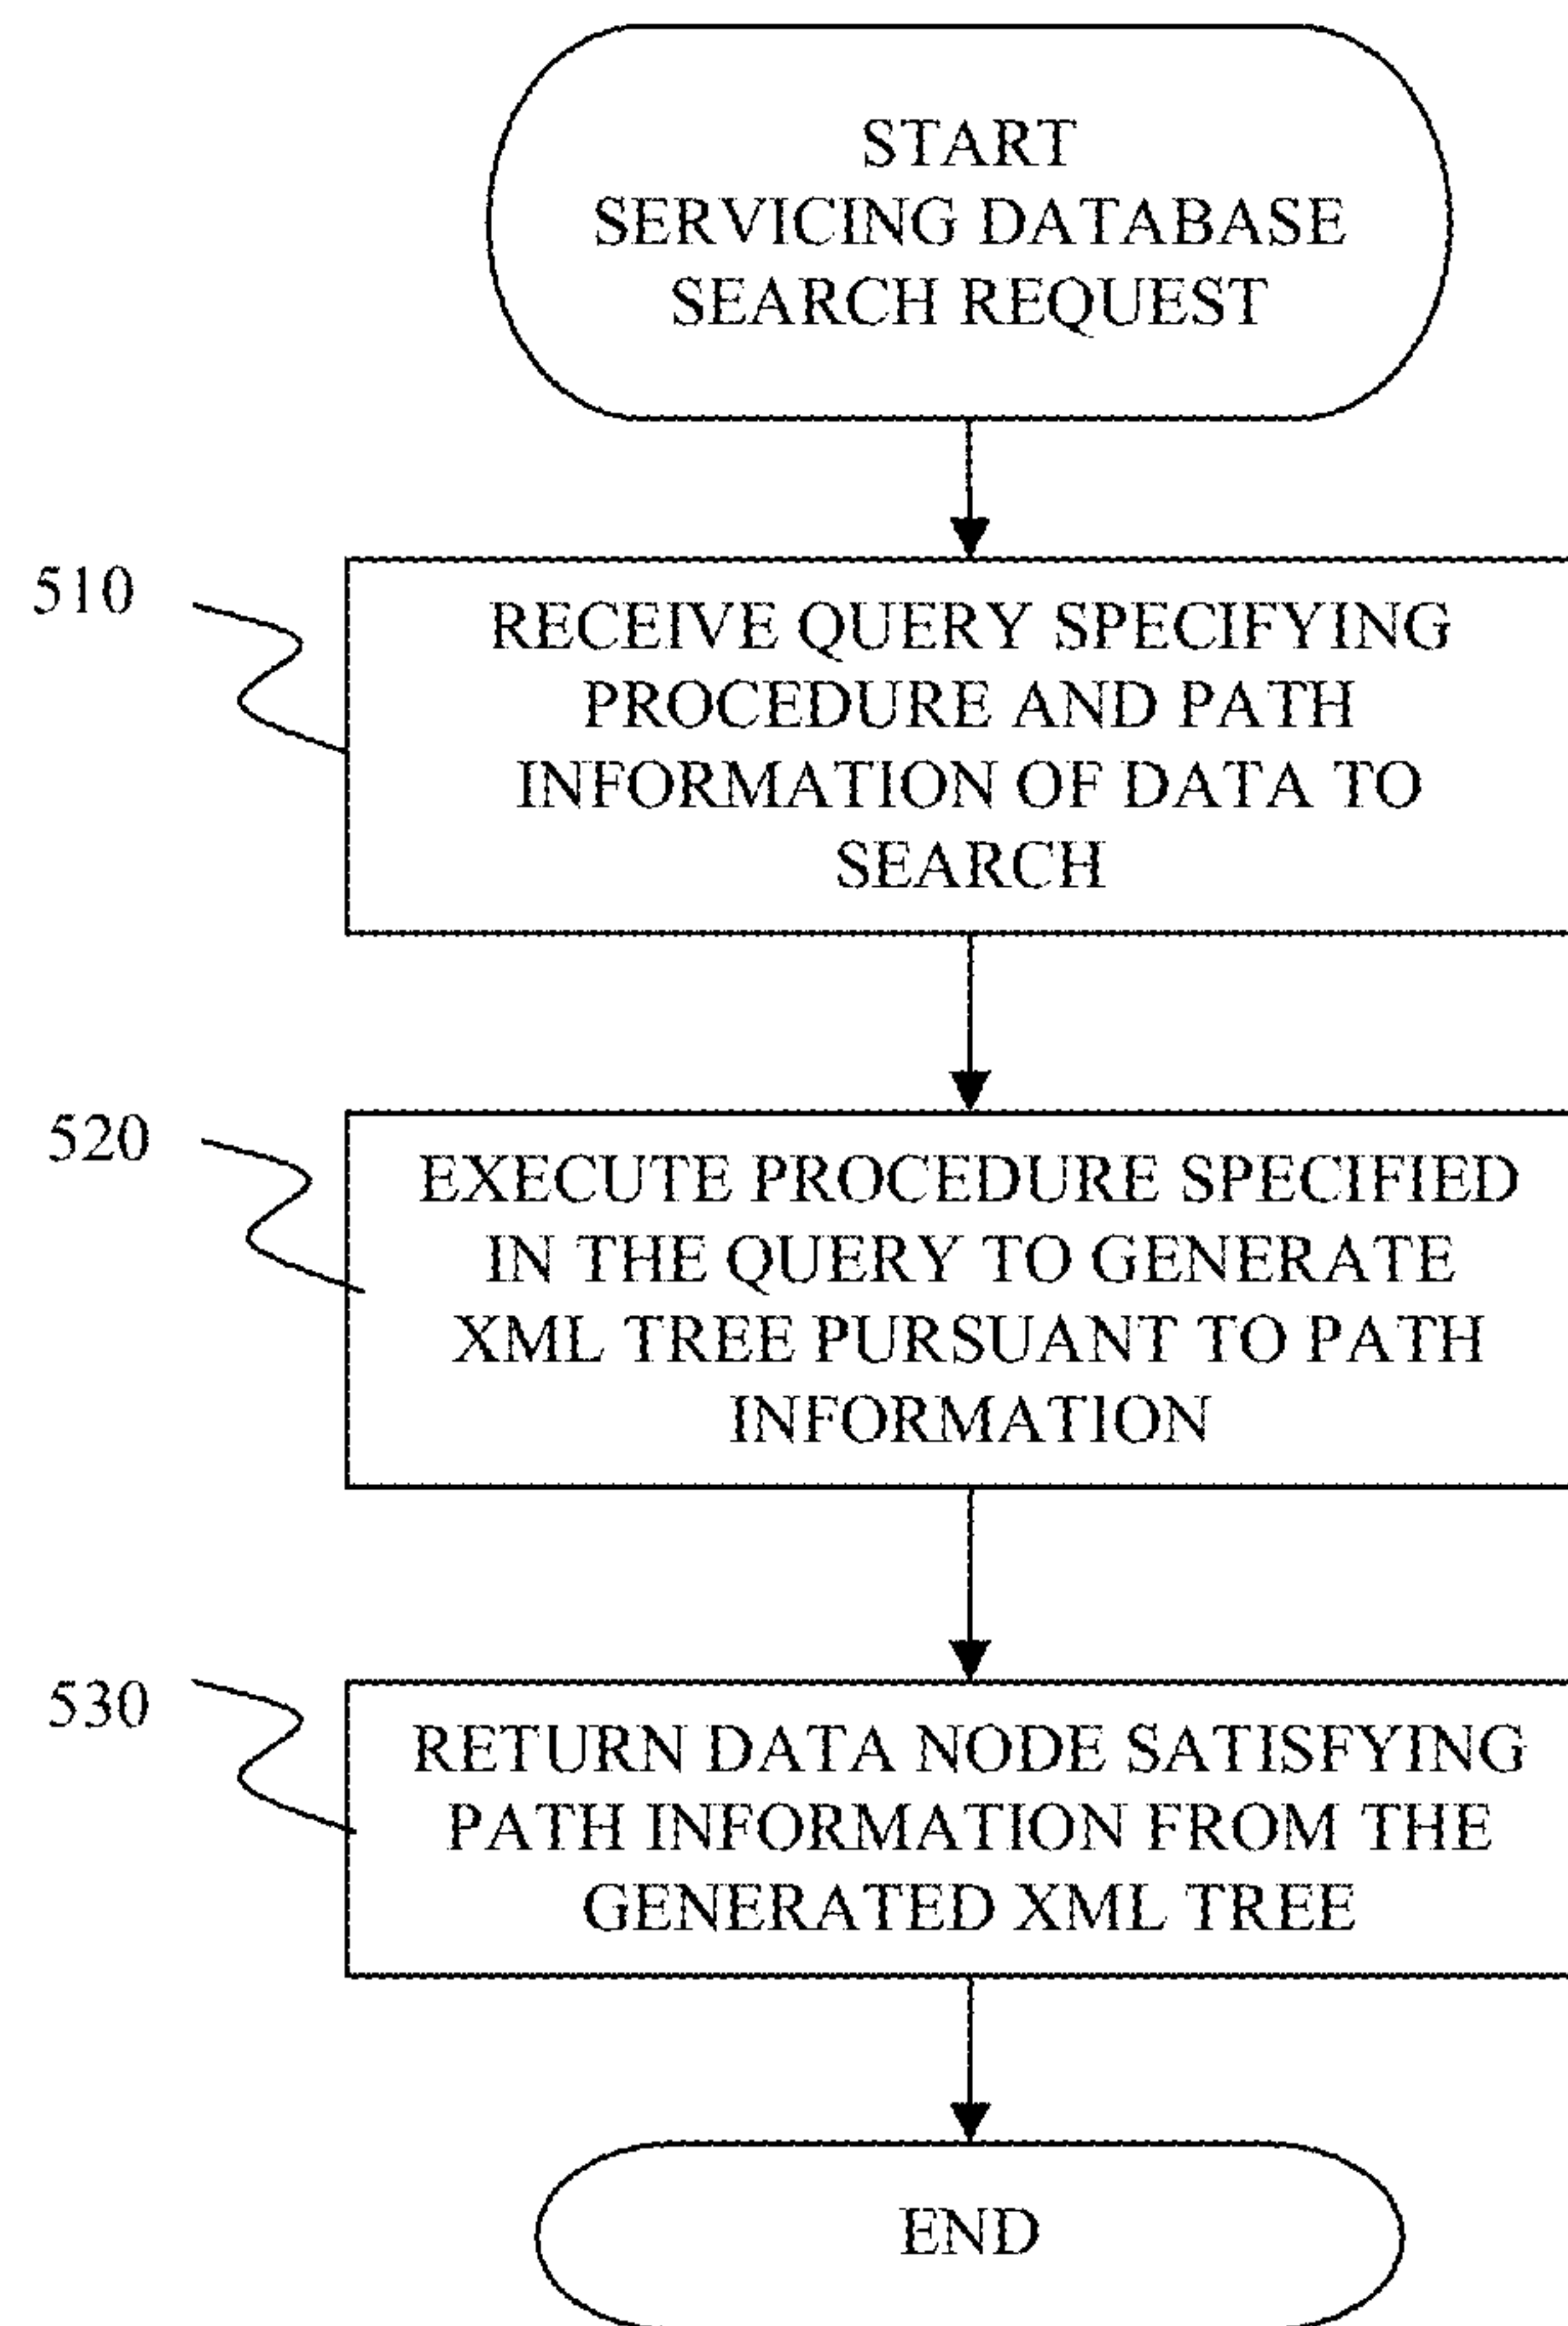 START
SERVICING DATABASE
SEARCH REQUEST
510
RECEIVE QUERY SPECIFYING
PROCEDURE AND PATH
INFORMATION OF DATA TO
SEARCH
520
EXECUTE PROCEDURE SPECIFIED
IN THE QUERY TO GENERATE
XML TREE PURSUANT TO PATH
INFORMATION
530
RETURN DATA NODE SATISFYING
PATH INFORMATION FROM THE
GENERATED XML TREE
END